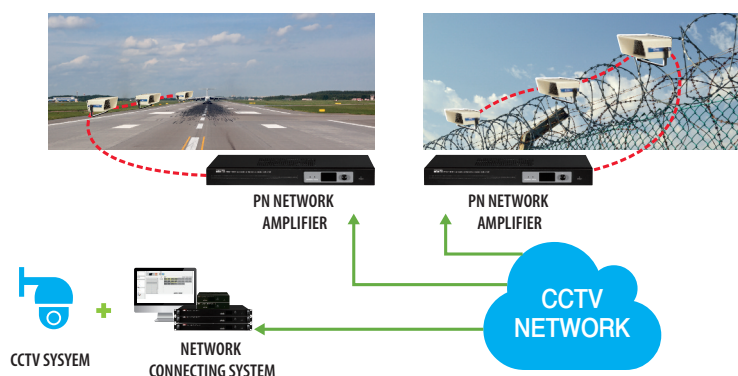 PN NETWORK
AMPLIFIER
PN NETWORK
AMPLIFIER
CCTV
NETWORK
CCTV SYSYEM
NETWORK
CONNECTING SYSTEM